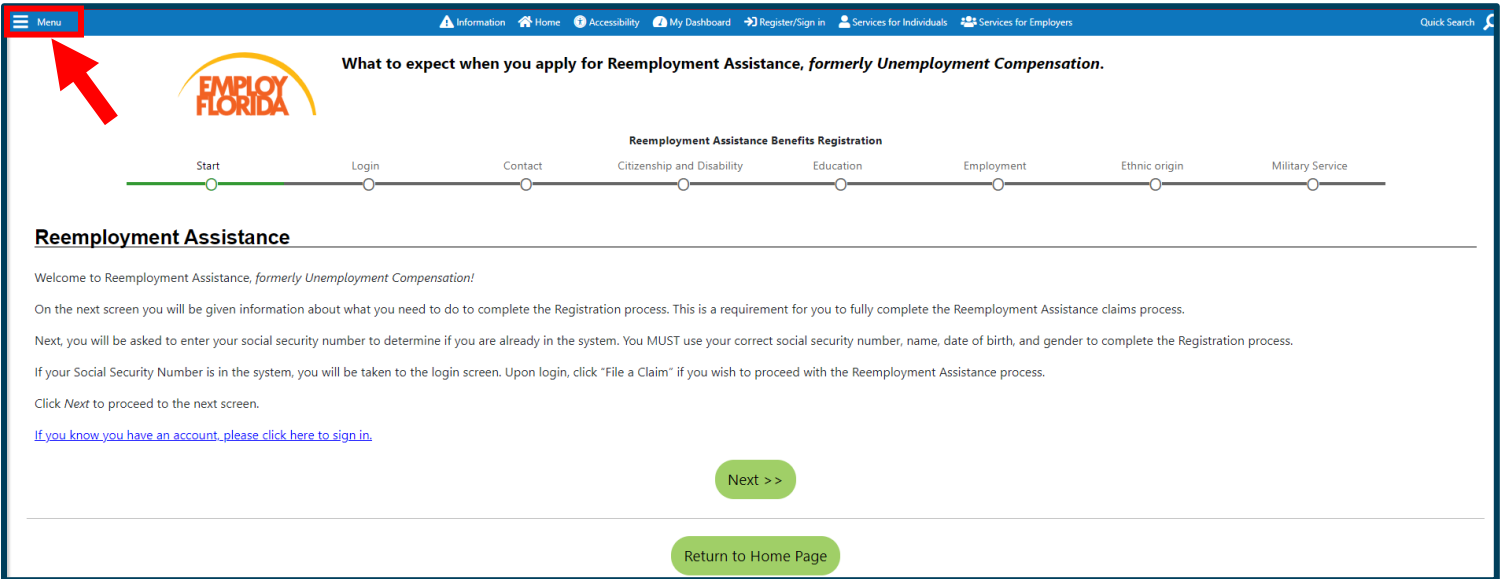 Menu Information Home Accessibility My Dashboard Register/Sign in Services for Individuals Services for Employers Quick Search
EMPLOY
FLORIDA
What to expect when you apply for Reemployment Assistance, formerly Unemployment Compensation.
Reemployment Assistance Benefits Registration
Start Login Contact Citizenship and Disability Education Employment Ethnic origin Military Service
Reemployment Assistance
Welcome to Reemployment Assistance, formerly Unemployment Compensation!
On the next screen you will be given information about what you need to do to complete the Registration process. This is a requirement for you to fully complete the Reemployment Assistance claims process.
Next, you will be asked to enter your social security number to determine if you are already in the system. You MUST use your correct social security number, name, date of birth, and gender to complete the Registration process.
If your Social Security Number is in the system, you will be taken to the login screen. Upon login, click "File a Claim" if you wish to proceed with the Reemployment Assistance process.
Click Next to proceed to the next screen.
If you know you have an account, please click here to sign in.
Next >>
Return to Home Page